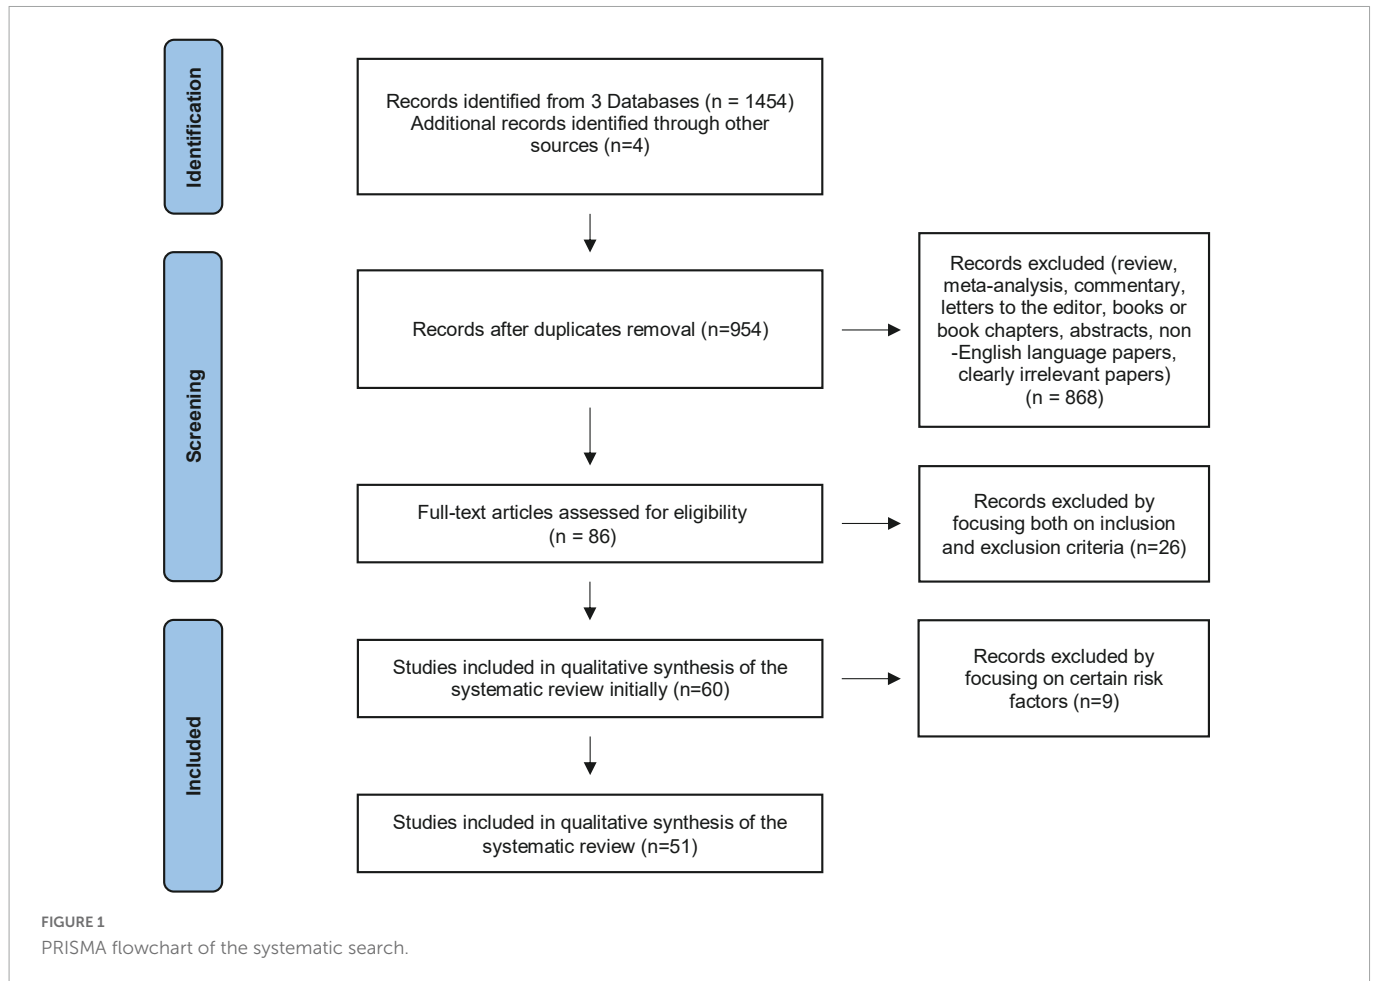 Identification
Records identified from 3 Databases (n = 1454)
Additional records identified through other
sources (n=4)
Screening
Records after duplicates removal (n=954)
Records excluded (review,
meta-analysis, commentary,
letters to the editor, books or
book chapters, abstracts, non
-English language papers,
clearly irrelevant papers)
(n = 868)
Full-text articles assessed for eligibility
(n = 86)
Records excluded by
focusing both on inclusion
and exclusion criteria (n=26)
Included
Studies included in qualitative synthesis of the
systematic review initially (n=60)
Records excluded by
focusing on certain risk
factors (n=9)
Studies included in qualitative synthesis of the
systematic review (n=51)
FIGURE 1
PRISMA flowchart of the systematic search.